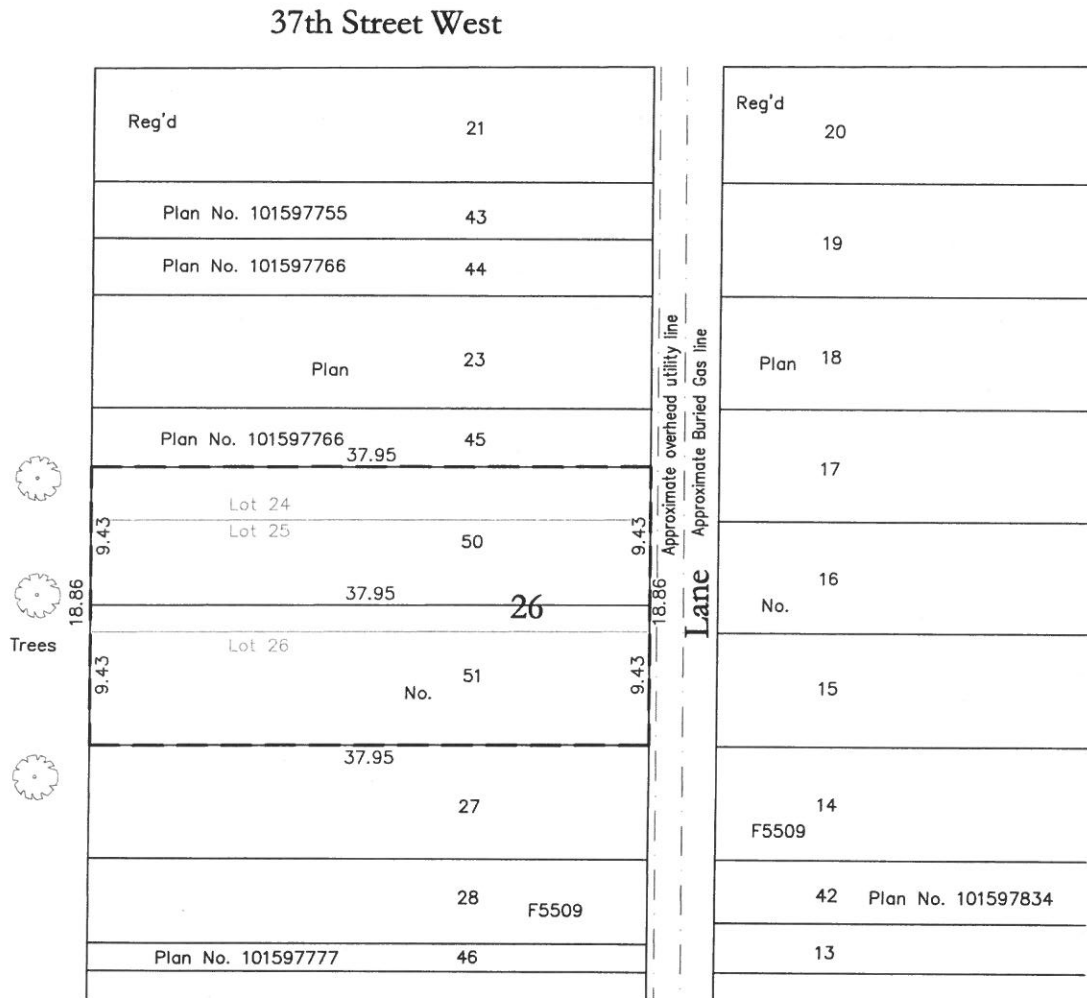 37th Street West
Reg'd
21
Plan No. 101597755
43
Plan No. 101597766
44
Plan
23
Plan No. 101597766
45
37.95
Lot 24
Lot 25
50
9.43
9.43
18.86
37.95
26
18.86
Trees
Lot 26
51
9.43
9.43
No.
37.95
27
28
F5509
Plan No. 101597777
46
Approximate overhead utility line
Approximate Buried Gas line
Lane
Reg'd
20
19
Plan
18
17
16
No.
15
14
F5509
42
Plan No. 101597834
13